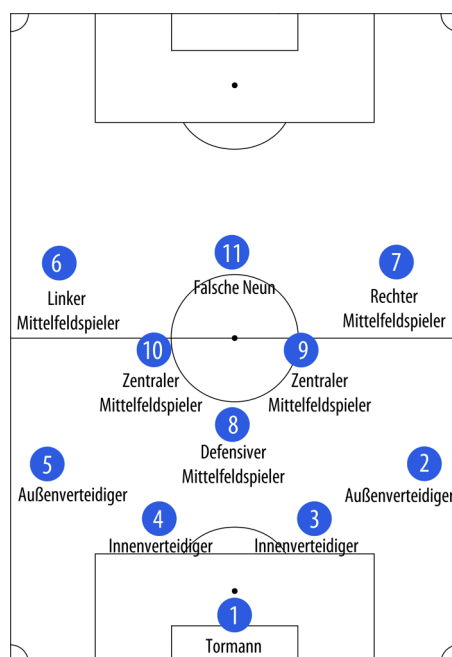 11
Falsche Neun
6
Linker
Mittelfeldspieler
7
Rechter
Mittelfeldspieler
10
Zentraler
Mittelfeldspieler
9
Zentraler
Mittelfeldspieler
8
Defensiver
Mittelfeldspieler
5
Außenverteidiger
2
Außenverteidiger
4
Innenverteidiger
3
Innenverteidiger
1
Tormann